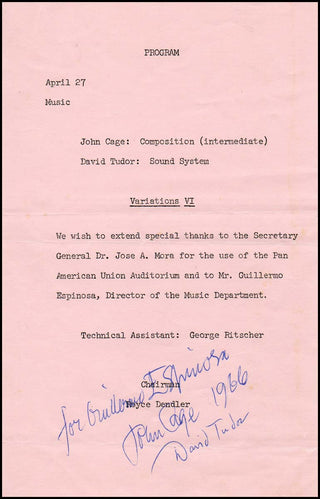 PROGRAM
April 27
Music
John Cage: Composition (intermediate)
David Tudor: Sound System
Variations VI
We wish to extend special thanks to the Secretary
General Dr. Jose A. Mora for the use of the Pan
American Union Auditorium and to Mr. Guillermo
Espinosa, Director of the Music Department.
Technical Assistant: George Ritscher
for Guillermo Espinosa
Chairman
Royce Dendler
John Cage 1966
David Tudor